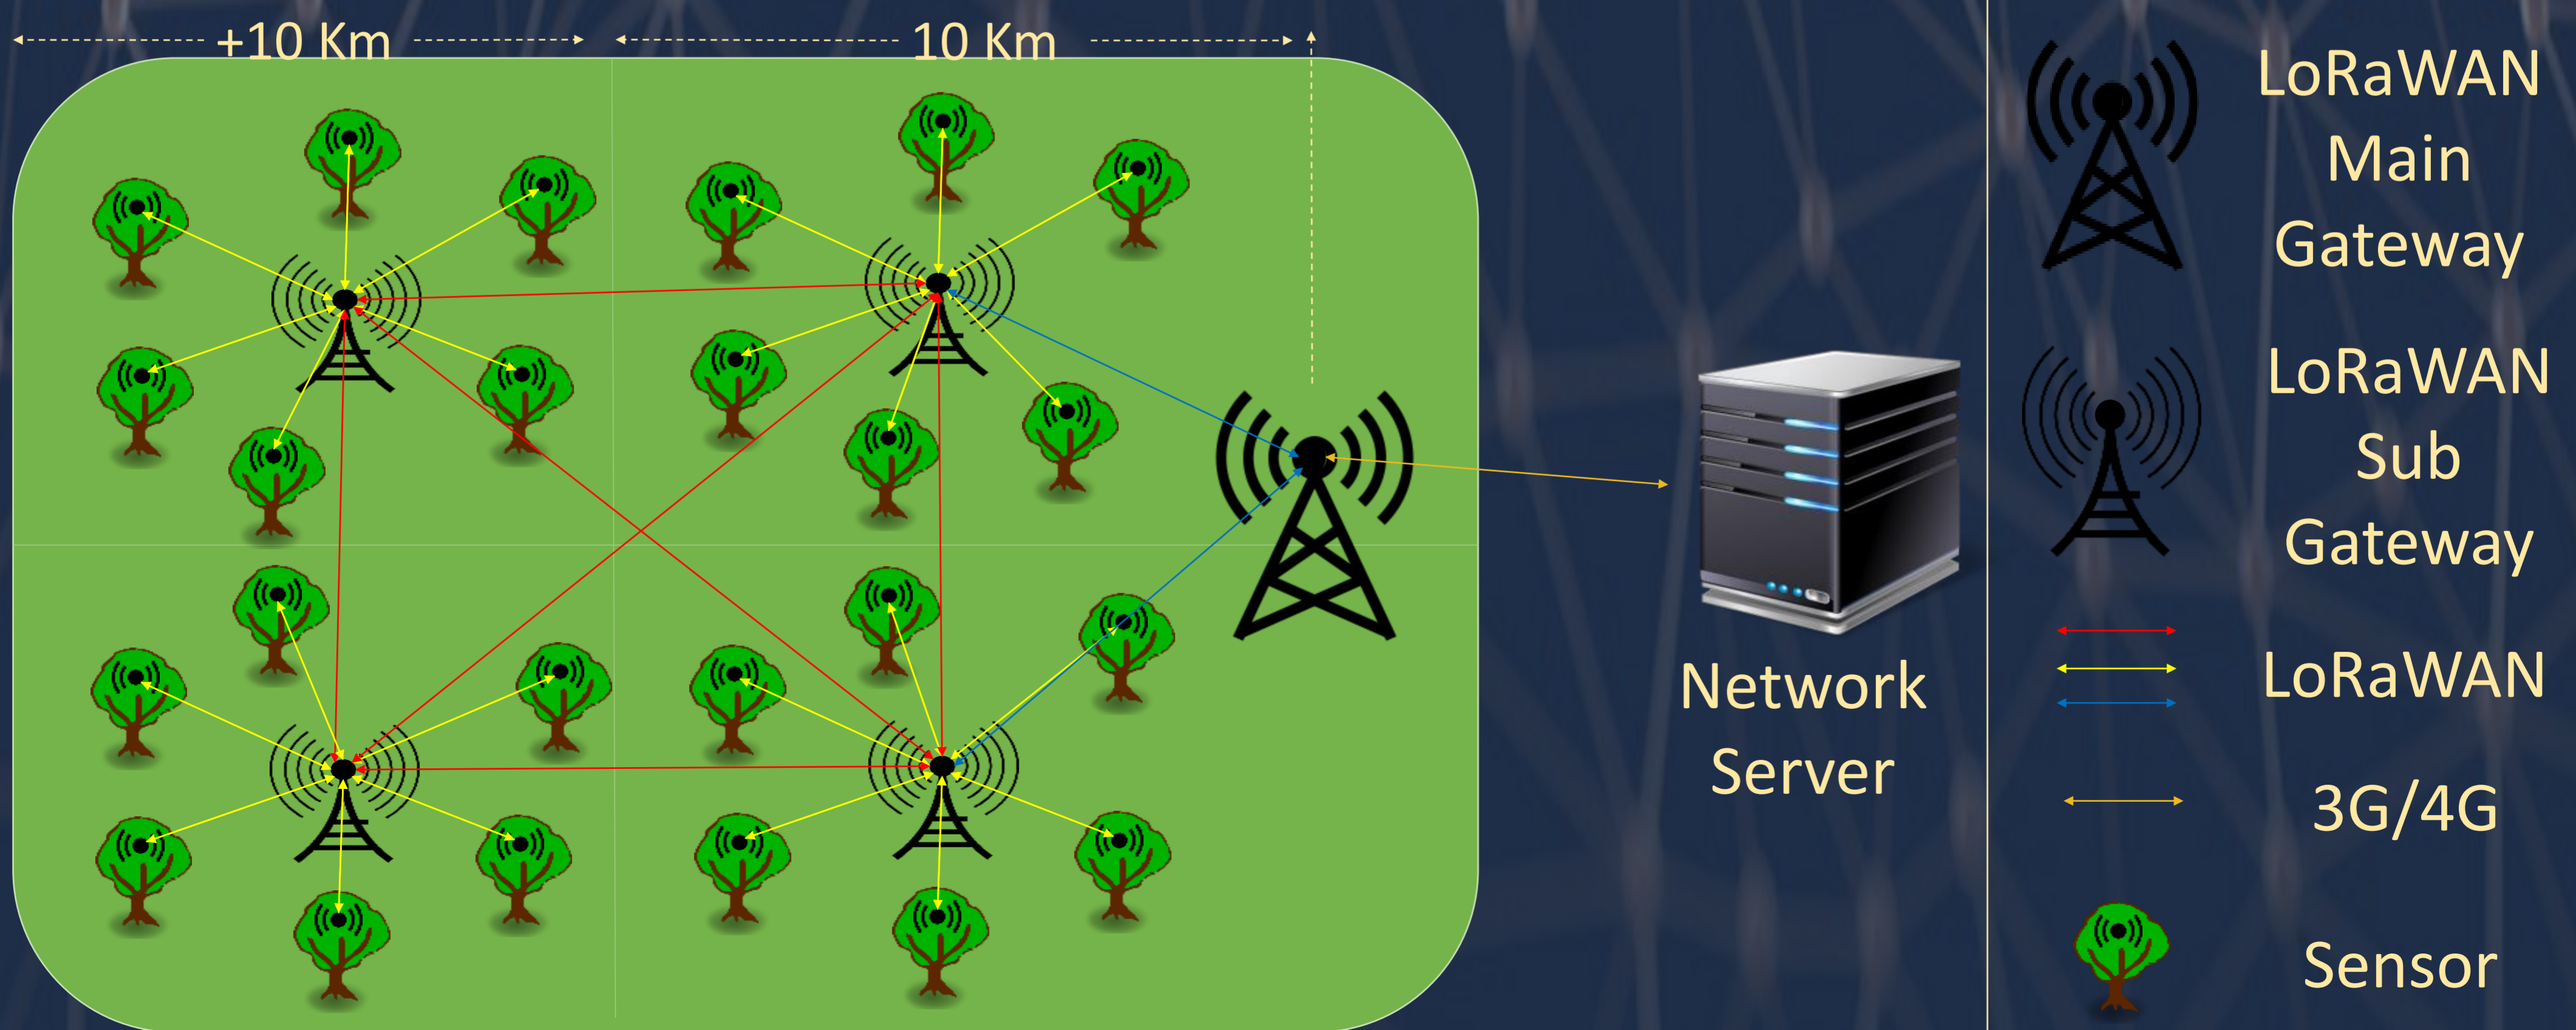 +10 Km
10 Km
Network
Server
LoRaWAN
Main
Gateway
LoRaWAN
Sub
Gateway
LoRaWAN
3G/4G
Sensor